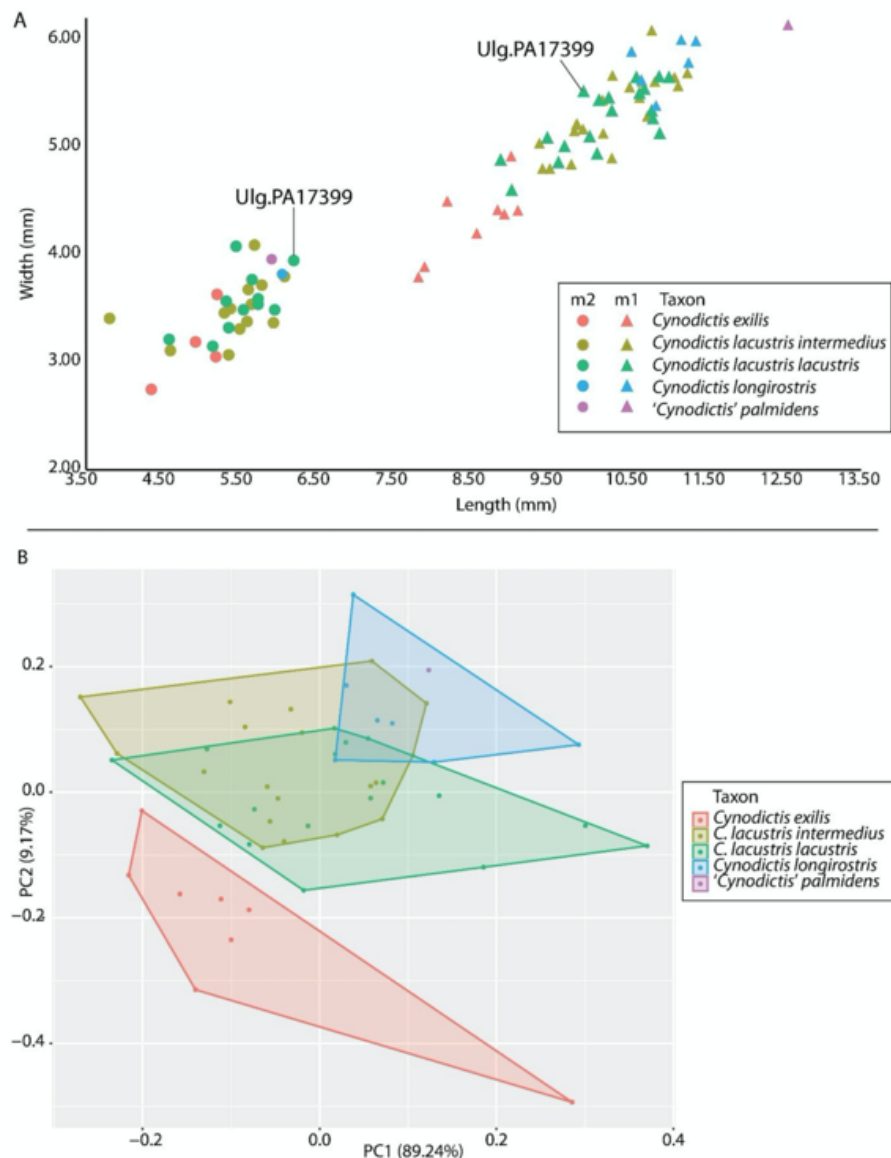 A
6.00
5.00
4.00
3.00
2.00
Width (mm)
Ulg.PA17399
Ulg.PA17399
m2 m1 Taxon
Cynodictis exilis
Cynodictis lacustris intermedius
Cynodictis lacustris lacustris
Cynodictis longirostris
'Cynodictis' palmidens
3.50 4.50 5.50 6.50 7.50 8.50 9.50 10.50 11.50 12.50 13.50
Length (mm)
B
0.2
0.0
−0.2
−0.4
PC2 (9.17%)
Taxon
Cynodictis exilis
C. lacustris intermedius
C. lacustris lacustris
Cynodictis longirostris
'Cynodictis' palmidens
−0.2 0.0 0.2 0.4
PC1 (89.24%)